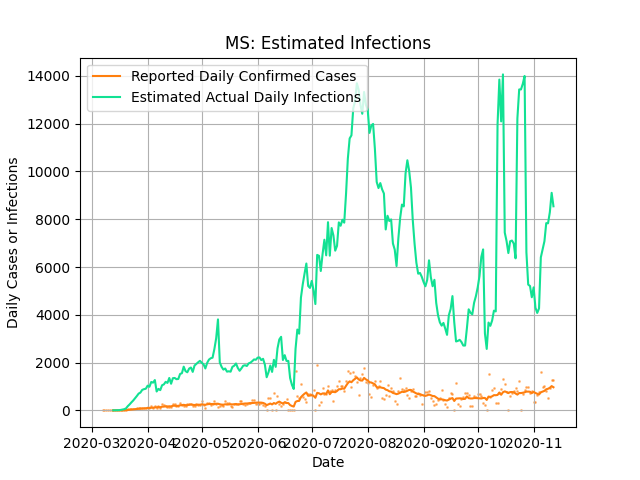 MS: Estimated Infections
Reported Daily Confirmed Cases
Estimated Actual Daily Infections
Daily Cases or Infections
14000
12000
10000
8000
6000
4000
2000
0
2020-03 2020-04 2020-05 2020-06 2020-07 2020-08 2020-09 2020-10 2020-11
Date